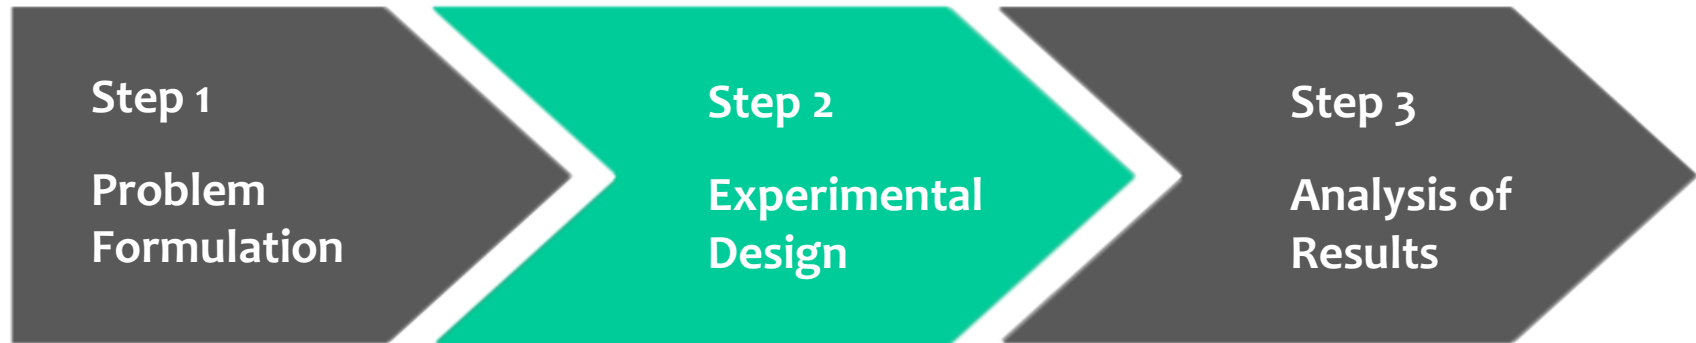 Step 1
Problem
Formulation
Step 2
Experimental
Design
Step 3
Analysis of
Results